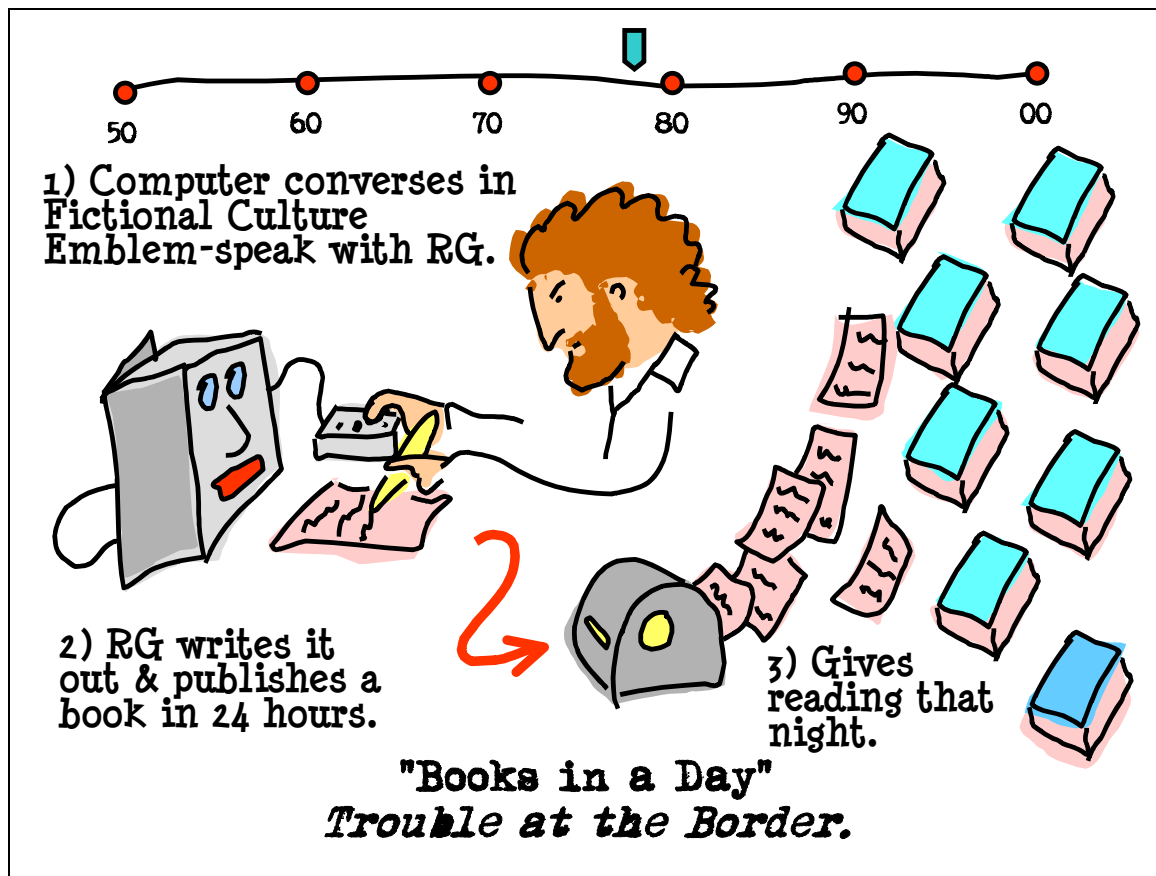 50 60 70 80 90 00
1) Computer converses in
Fictional Culture
Emblem-speak with RG.
2) RG writes it
out & publishes a
book in 24 hours.
3) Gives
reading that
night.
"Books in a Day"
Trouble at the Border.